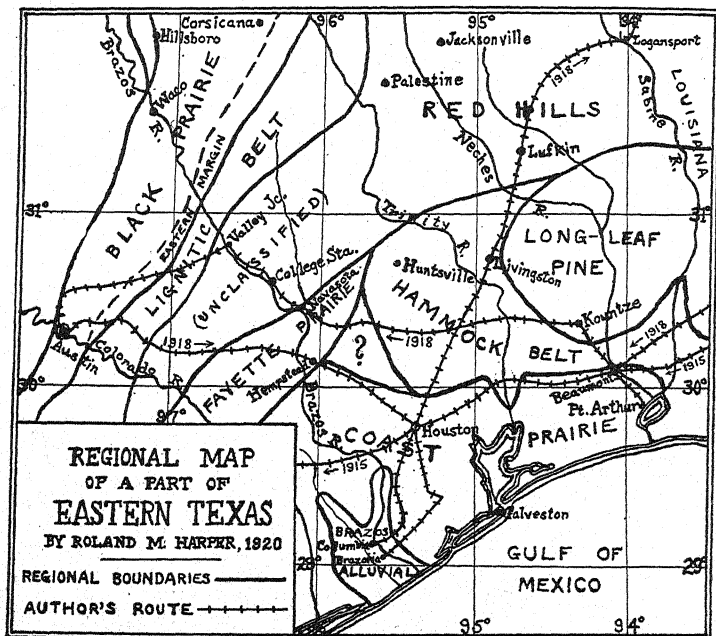 96°
95°
94°
Corsicana
Hillsboro
Jacksonville
Logansport
Brazos
R.
Waco
Palestine
RED HILLS
1918 →
Sabine
R.
LOUISIANA
BLACK PRAIRIE
EASTERN MARGIN
LIGNITIC BELT
(UNCLASSIFIED)
Neches
R.
Lufkin
31°
31°
Trinity R.
Valley Jc.
College Sta.
LONG-LEAF
PINE
Huntsville
Livingston
Navasota
HAMMOCK
BELT
Kountze
Austin
Colorado
R.
1918 →
← 1918
← 1918
← 1915
FAYETTE PRAIRIE
?
Hempstead
Beaumont
30°
30°
97°
Pt. Arthur
Brazos R.
COAST
PRAIRIE
Houston
← 1915
Galveston
BRAZOS
Columbia
Brazoria
ALLUVIAL
29°
29°
GULF OF
MEXICO
95°
94°
REGIONAL MAP
OF A PART OF
EASTERN TEXAS
BY ROLAND M. HARPER, 1920
REGIONAL BOUNDARIES
AUTHOR'S ROUTE